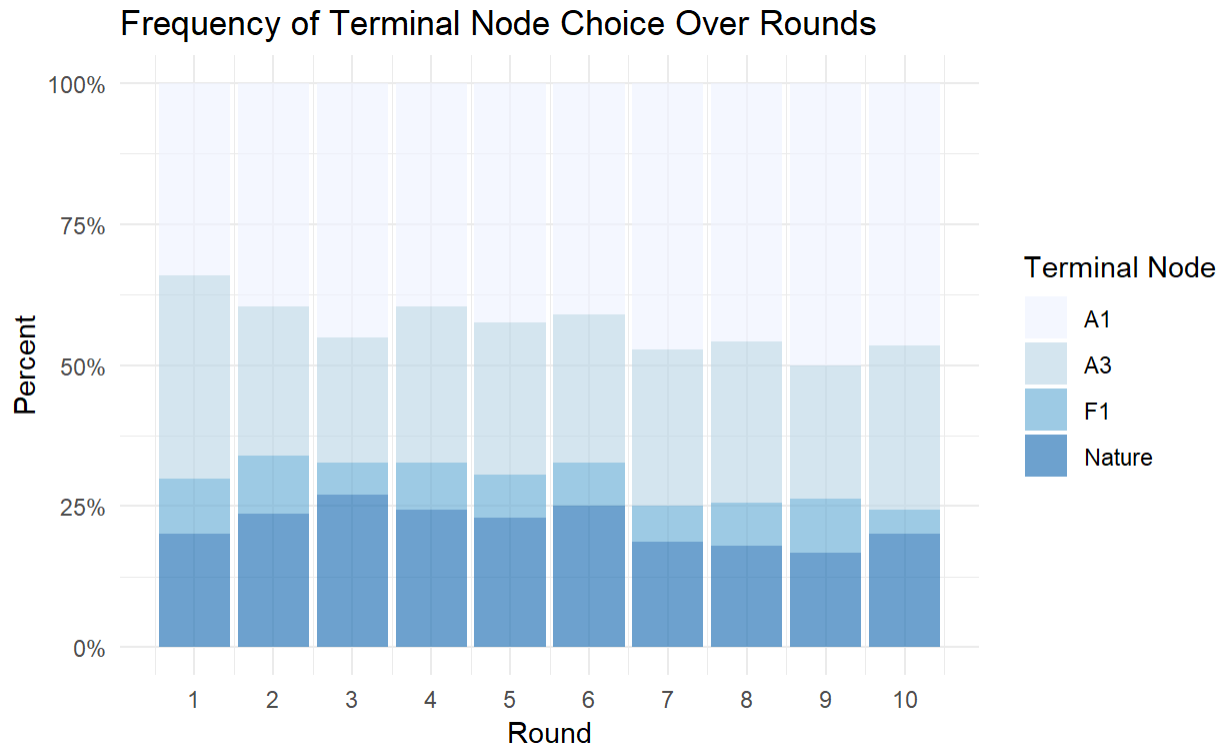 Frequency of Terminal Node Choice Over Rounds
100%
75%
50%
25%
0%
Percent
1 2 3 4 5 6 7 8 9 10
Round
Terminal Node
A1
A3
F1
Nature